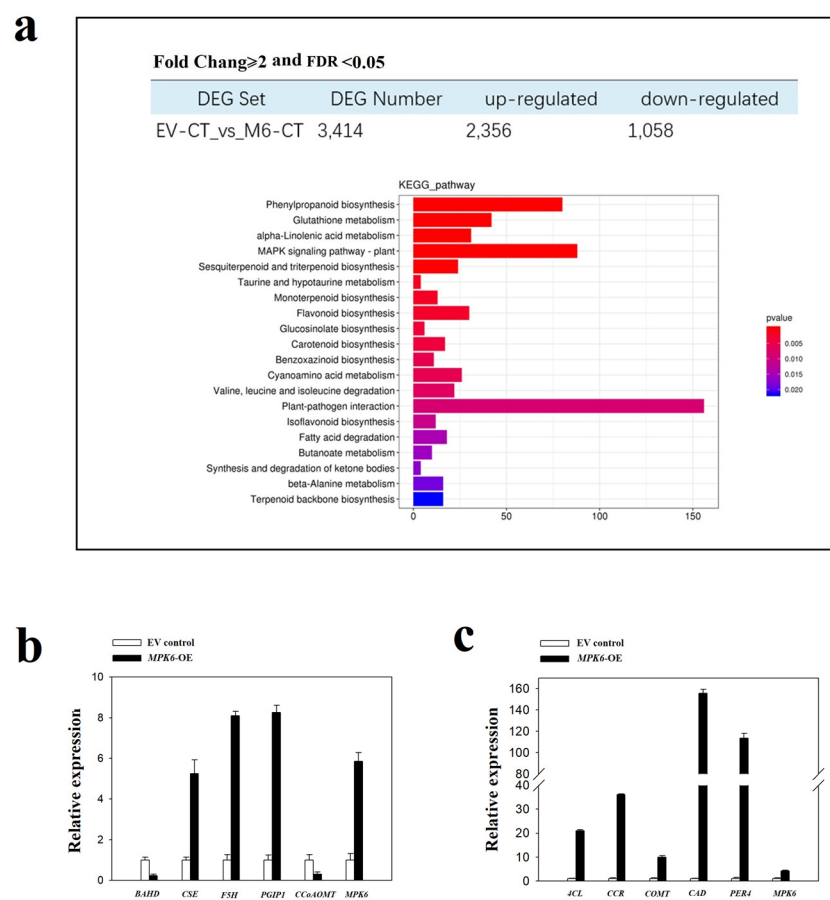 a
Fold Chang≥2 and FDR <0.05
DEG Set DEG Number up-regulated down-regulated
EV-CT_vs_M6-CT 3,414 2,356 1,058
KEGG_pathway
Phenylpropanoid biosynthesis
Glutathione metabolism
alpha-Linolenic acid metabolism
MAPK signaling pathway - plant
Sesquiterpenoid and triterpenoid biosynthesis
Taurine and hypotaurine metabolism
Monoterpenoid biosynthesis
Flavonoid biosynthesis
Glucosinolate biosynthesis
Carotenoid biosynthesis
Benzoxazinoid biosynthesis
Cyanoamino acid metabolism
Valine, leucine and isoleucine degradation
Plant-pathogen interaction
Isoflavonoid biosynthesis
Fatty acid degradation
Butanoate metabolism
Synthesis and degradation of ketone bodies
beta-Alanine metabolism
Terpenoid backbone biosynthesis
0 50 100 150
pvalue
0.005
0.010
0.015
0.020
b
EV control
MPK6-OE
Relative expression
10
8
6
4
2
0
BAHD CSE F5H PGIP1 CCoAOMT MPK6
c
EV control
MPK6-OE
Relative expression
160
140
120
100
80
40
30
20
10
0
4CL CCR COMT CAD PER4 MPK6